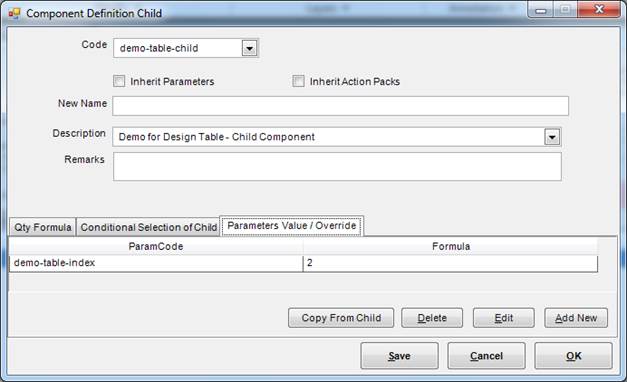 Component Definition Child
Code demo-table-child
Inherit Parameters Inherit Action Packs
New Name
Description Demo for Design Table - Child Component
Remarks
Qty Formula Conditional Selection of Child Parameters Value / Override
ParamCode Formula
demo-table-index 2
Copy From Child Delete Edit Add New
Save Cancel OK